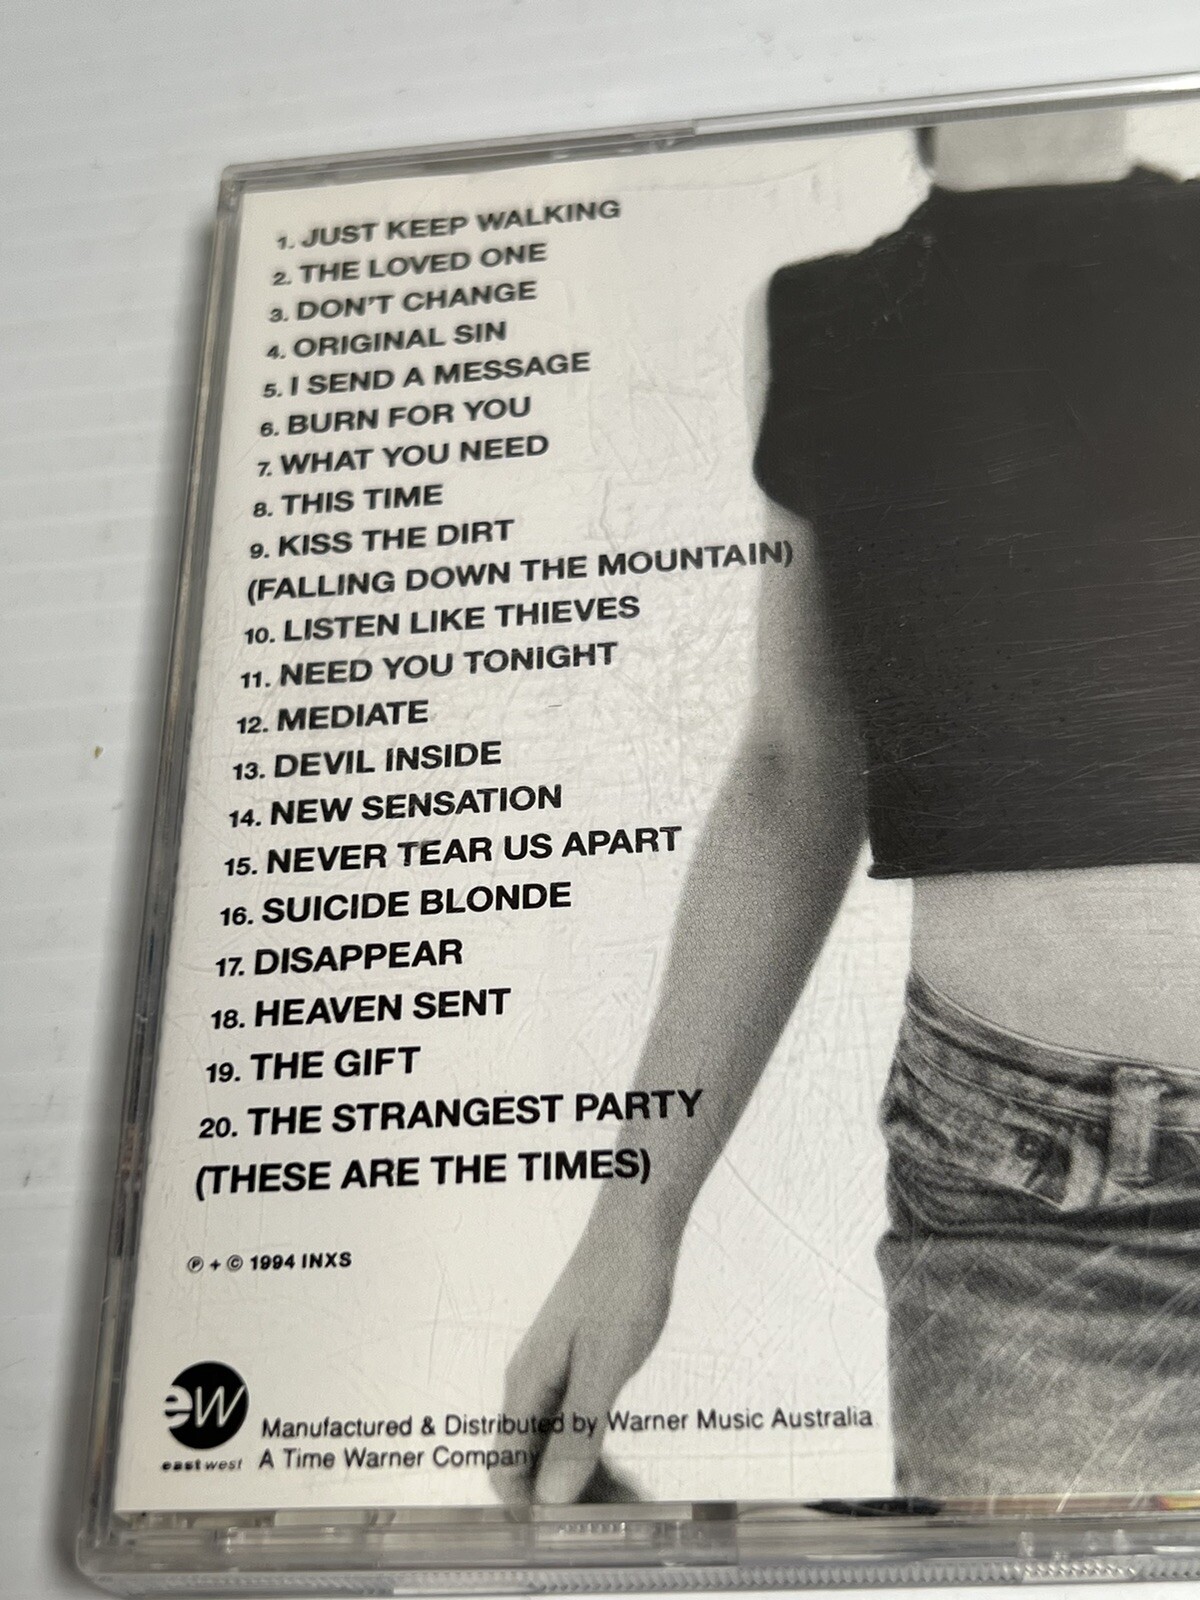 1. JUST KEEP WALKING
2. THE LOVED ONE
3. DON'T CHANGE
4. ORIGINAL SIN
5. I SEND A MESSAGE
6. BURN FOR YOU
7. WHAT YOU NEED
8. THIS TIME
9. KISS THE DIRT
(FALLING DOWN THE MOUNTAIN)
10. LISTEN LIKE THIEVES
11. NEED YOU TONIGHT
12. MEDIATE
13. DEVIL INSIDE
14. NEW SENSATION
15. NEVER TEAR US APART
16. SUICIDE BLONDE
17. DISAPPEAR
18. HEAVEN SENT
19. THE GIFT
20. THE STRANGEST PARTY
(THESE ARE THE TIMES)
℗ + © 1994 INXS
ew
eastwest
Manufactured & Distributed by Warner Music Australia
A Time Warner Company